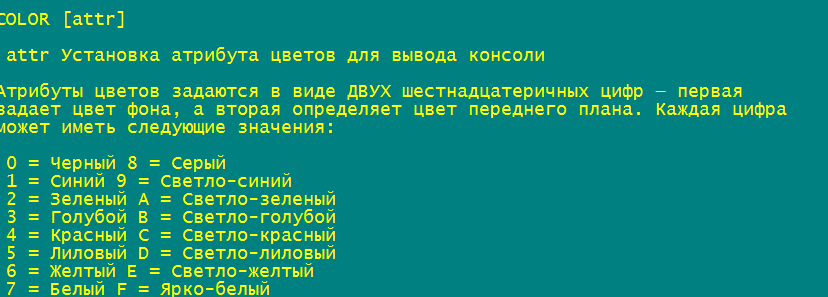 COLOR [attr]
attr Установка атрибута цветов для вывода консоли
Атрибуты цветов задаются в виде ДВУХ шестнадцатеричных цифр – первая
задает цвет фона, а вторая определяет цвет переднего плана. Каждая цифра
может иметь следующие значения:
0 = Черный 8 = Серый
1 = Синий 9 = Светло-синий
2 = Зеленый A = Светло-зеленый
3 = Голубой B = Светло-голубой
4 = Красный C = Светло-красный
5 = Лиловый D = Светло-лиловый
6 = Желтый E = Светло-желтый
7 = Белый F = Ярко-белый